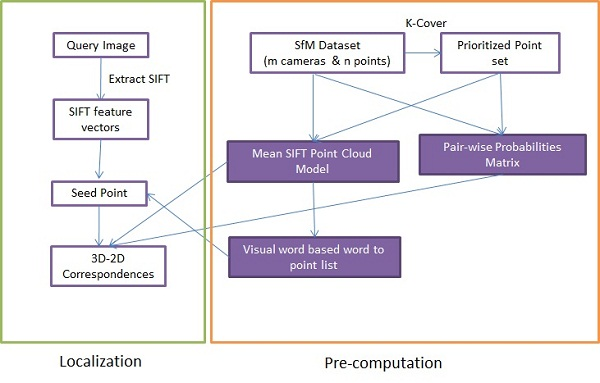 Query Image
Extract SIFT
SIFT feature
vectors
Seed Point
3D-2D
Correspondences
Localization
K-Cover
SfM Dataset
(m cameras & n points)
Prioritized Point
set
Mean SIFT Point Cloud
Model
Pair-wise Probabilities
Matrix
Visual word based word to
point list
Pre-computation